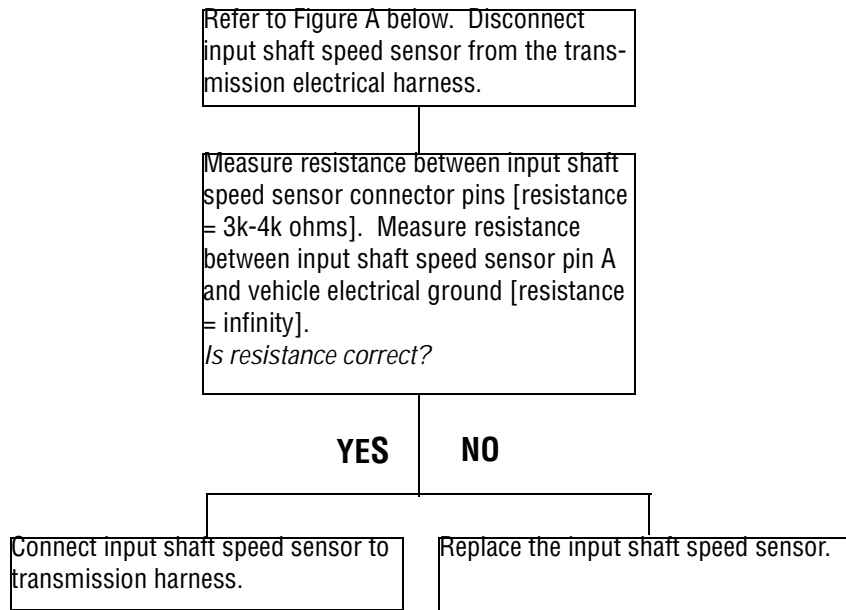 Refer to Figure A below.  Disconnect
input shaft speed sensor from the trans-
mission electrical harness.
Measure resistance between input shaft
speed sensor connector pins [resistance
= 3k-4k ohms].  Measure resistance
between input shaft speed sensor pin A
and vehicle electrical ground [resistance
= infinity].
Is resistance correct?
YES
NO
Connect input shaft speed sensor to
transmission harness.
Replace the input shaft speed sensor.